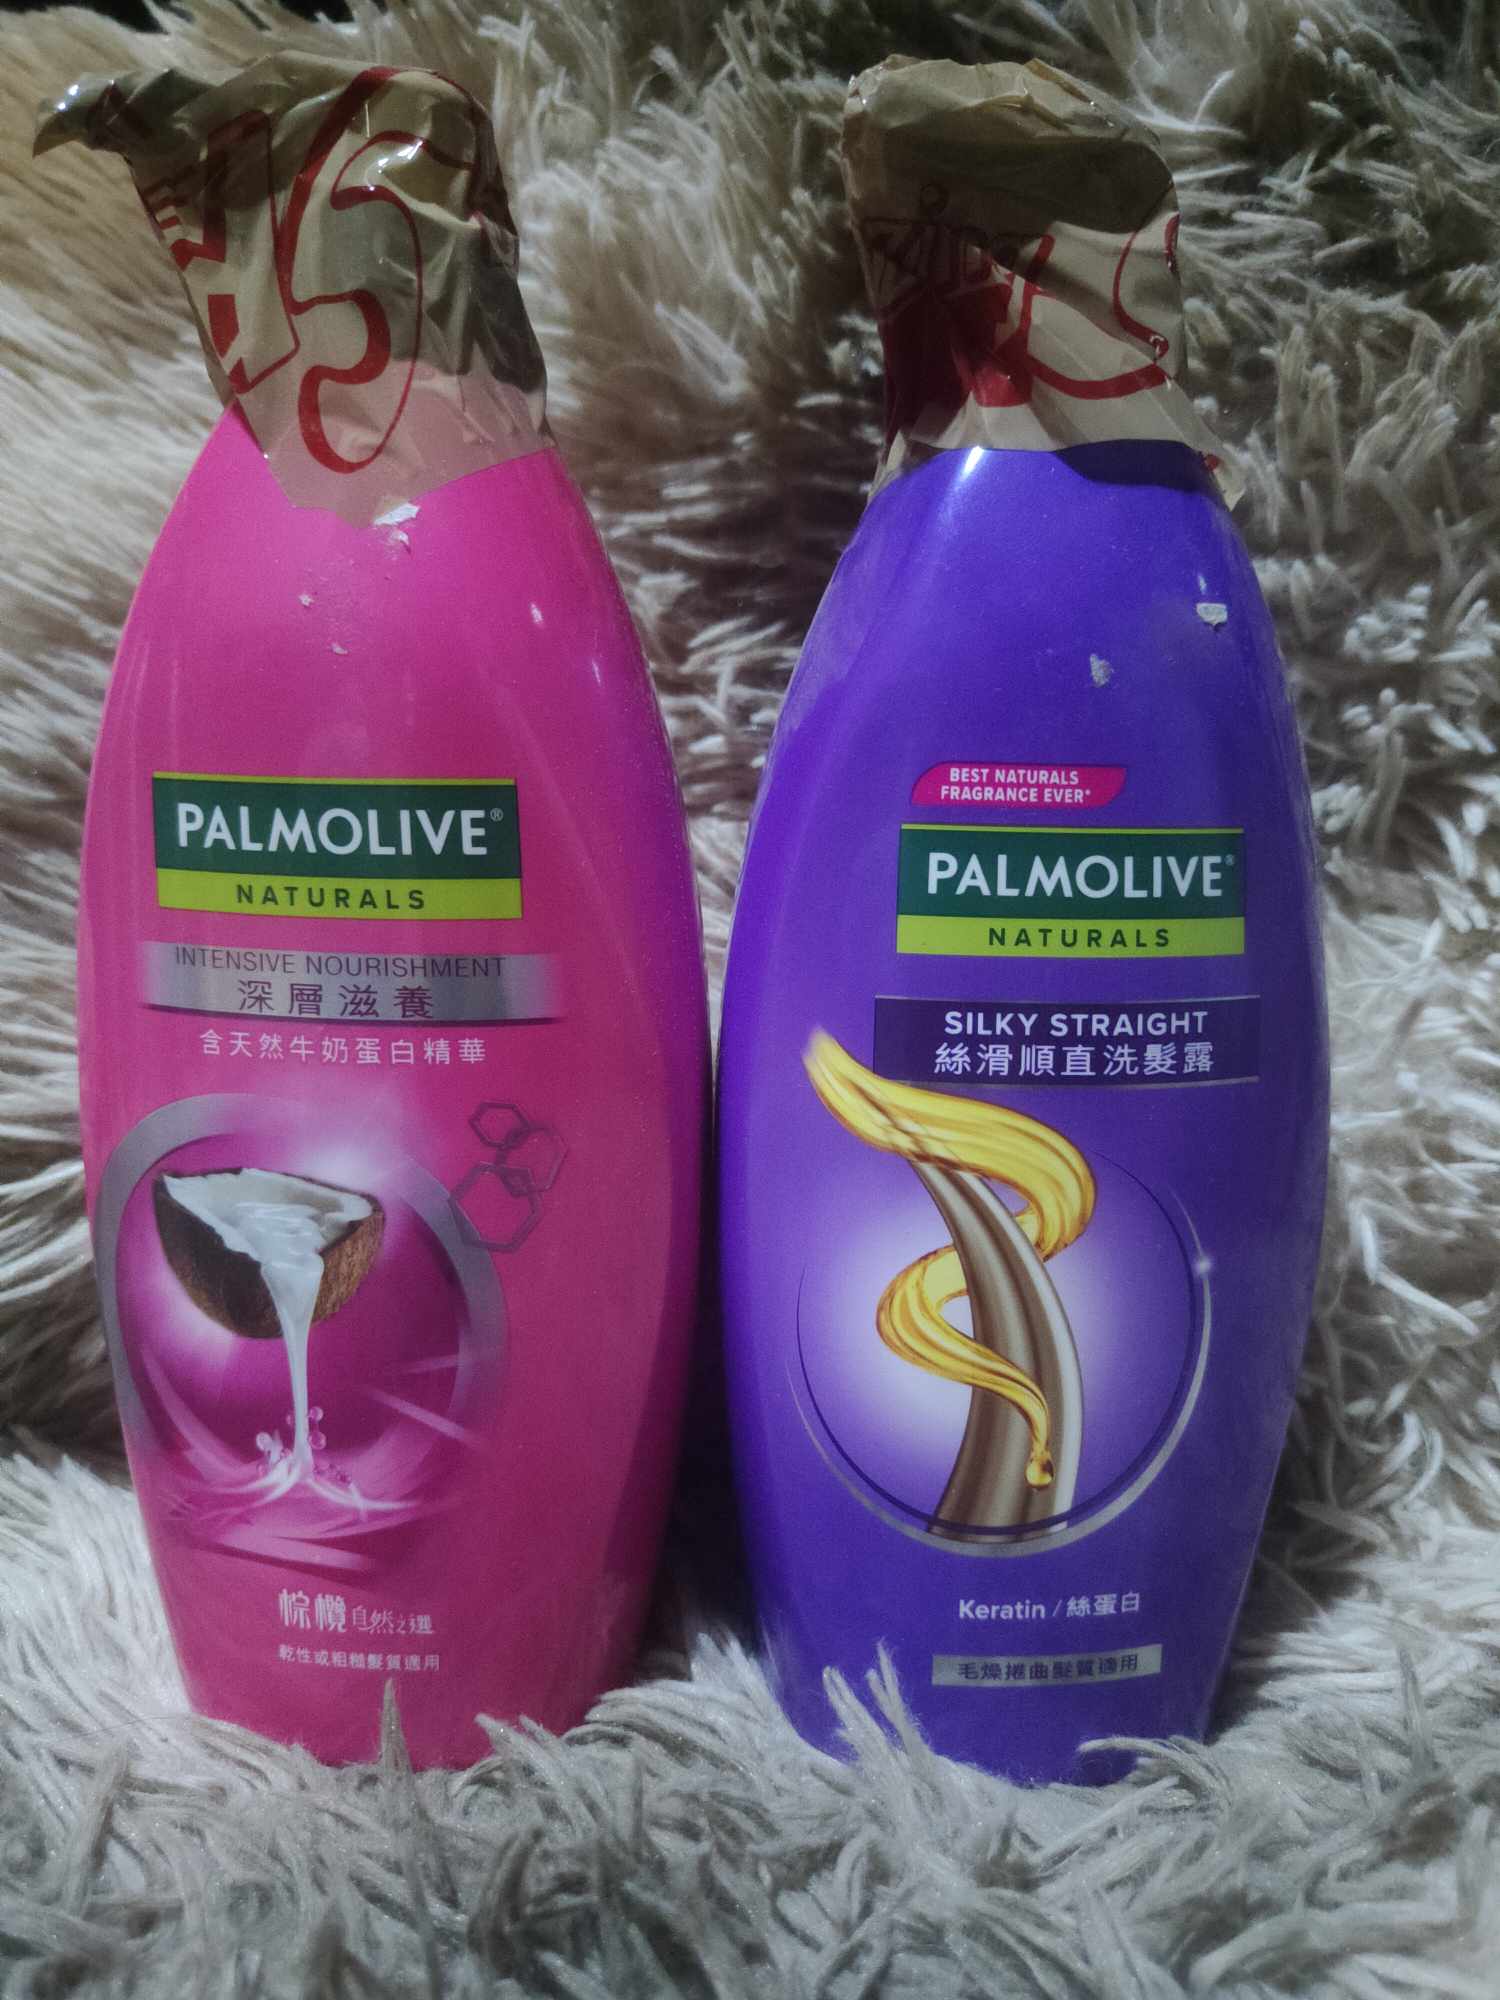 PALMOLIVE®
NATURALS
INTENSIVE NOURISHMENT
深層滋養
含天然牛奶蛋白精華
棕欖自然之選
乾性或粗糙髮質適用
BEST NATURALS
FRAGRANCE EVER*
PALMOLIVE®
NATURALS
SILKY STRAIGHT
絲滑順直洗髮露
Keratin / 絲蛋白
毛燥捲曲髮質適用